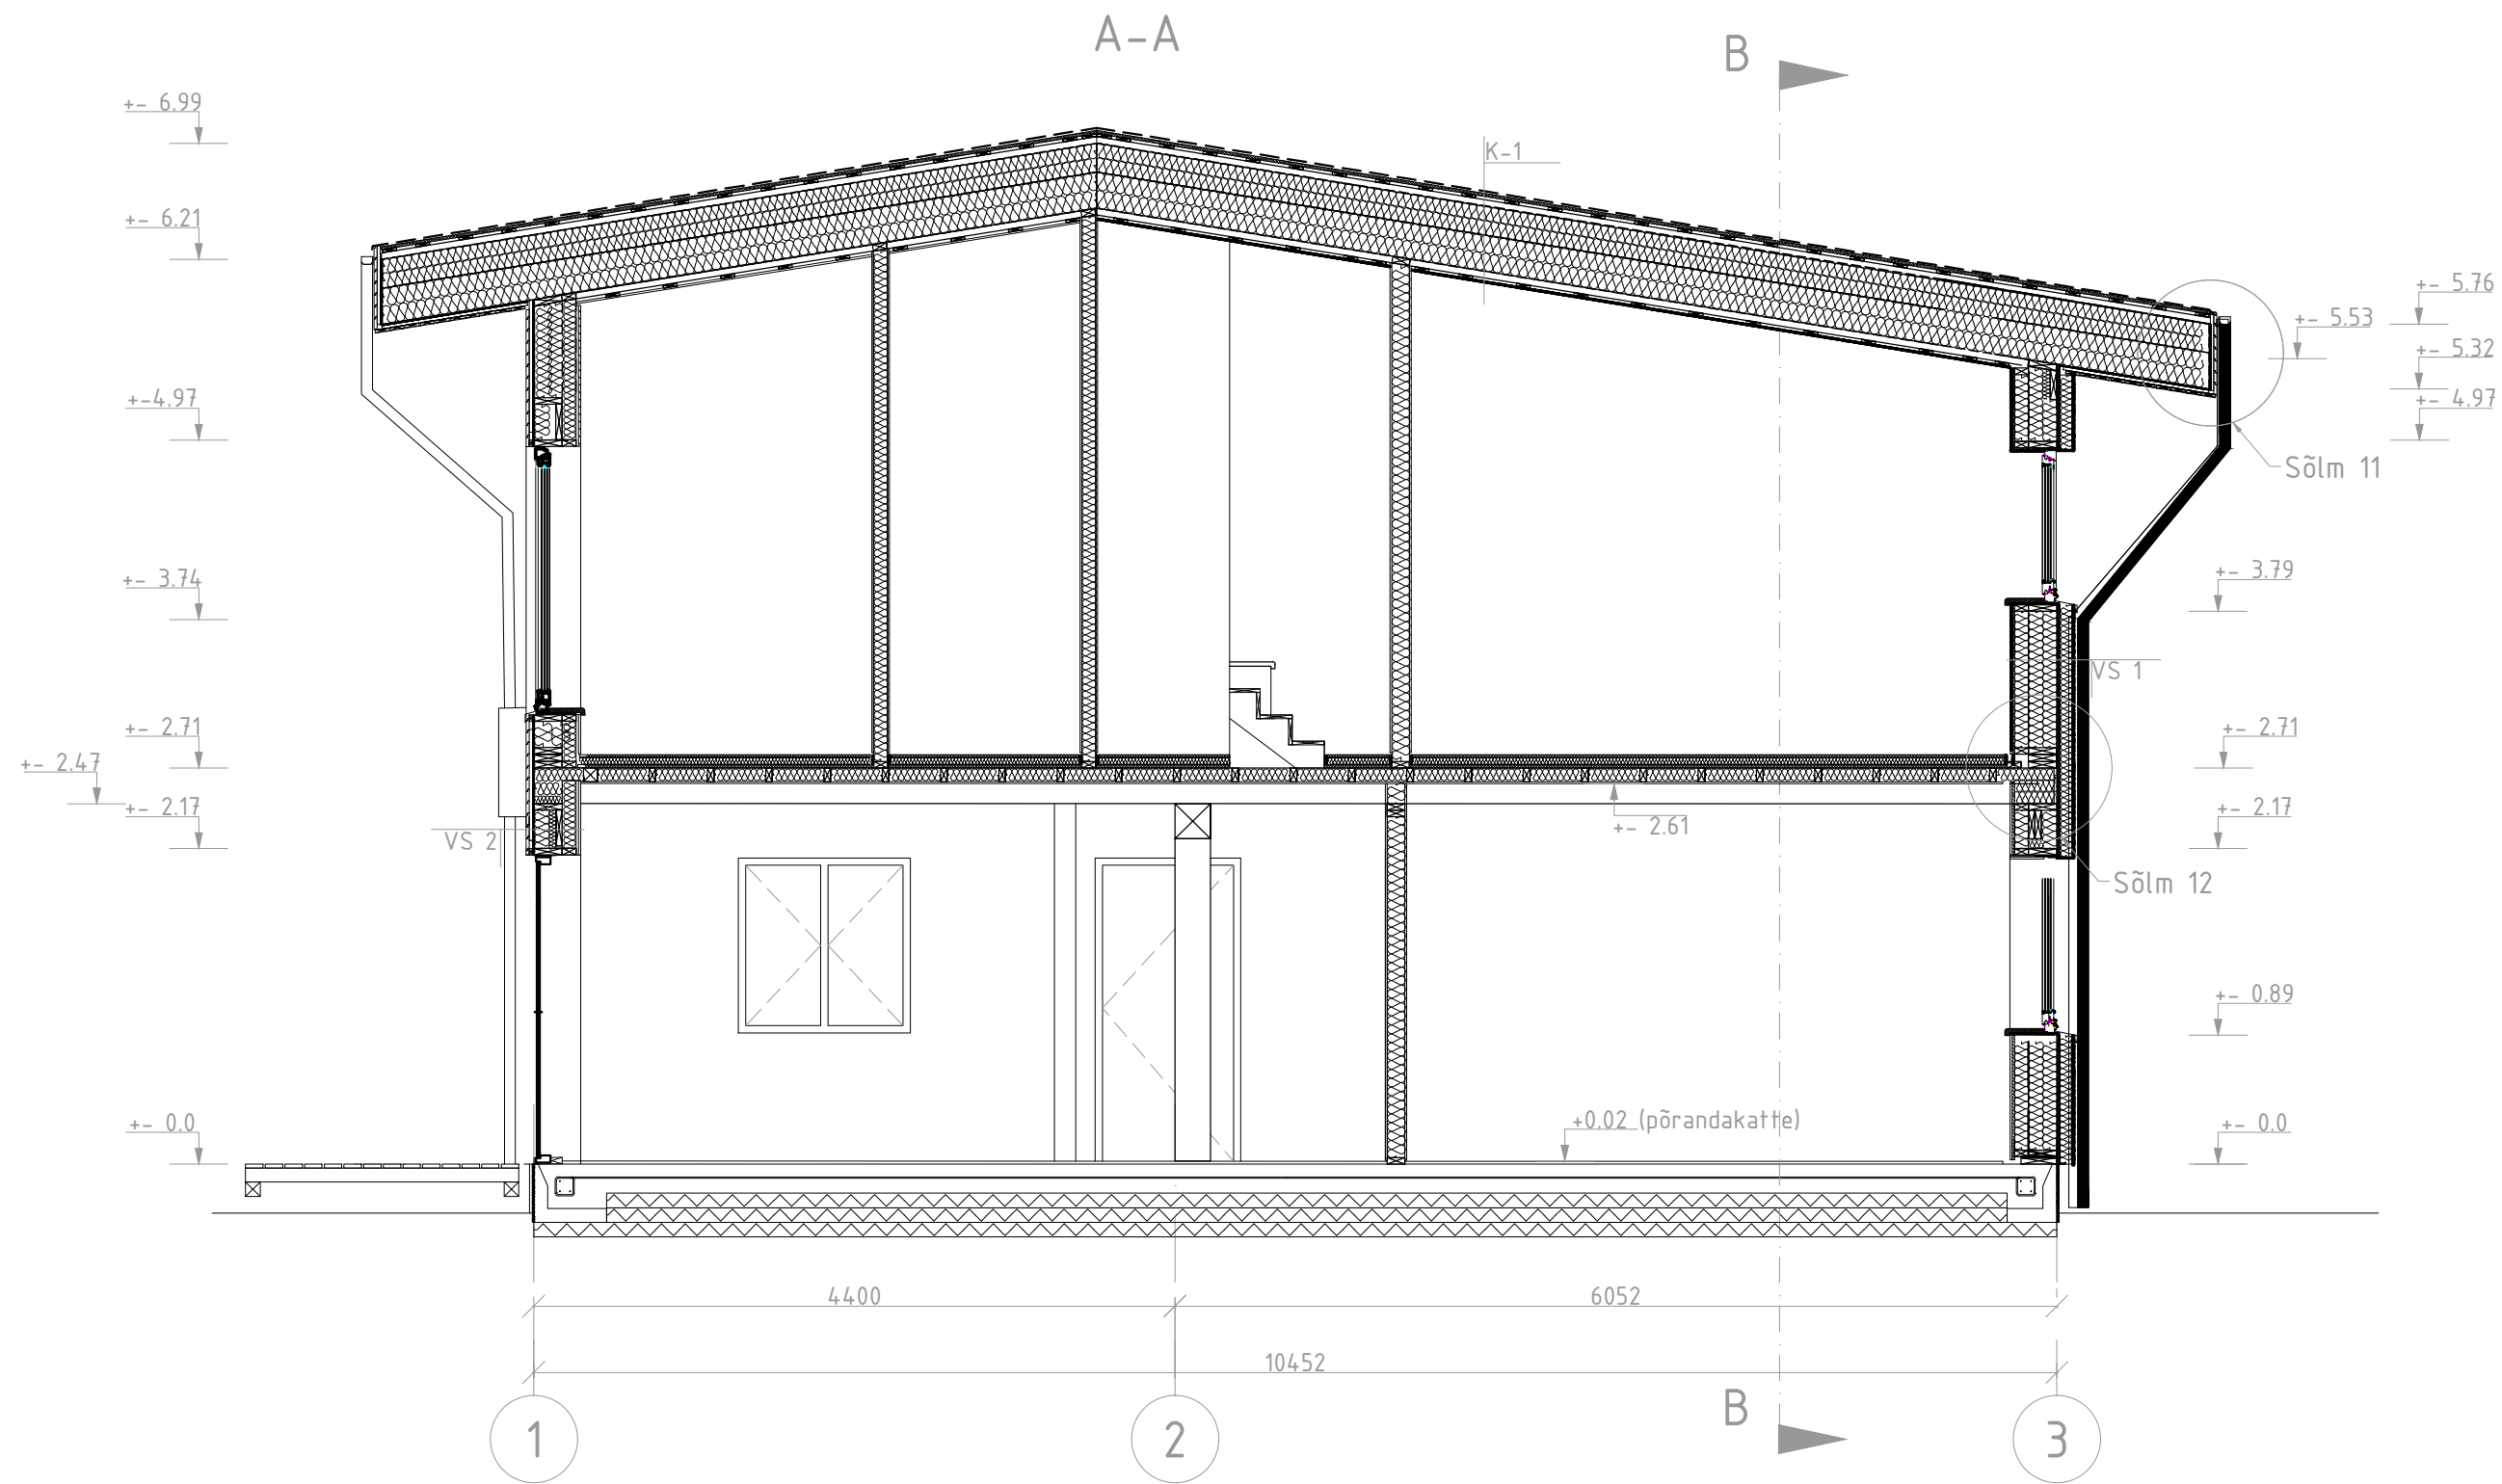 A-A
B
+- 6.99
K-1
+- 6.21
+- 5.76
+- 5.53
+- 5.32
+-4.97
+- 4.97
Sõlm 11
+- 3.74
+- 3.79
VS 1
+- 2.71
+- 2.71
+- 2.47
+- 2.17
+- 2.17
+- 2.61
VS 2
Sõlm 12
+- 0.89
+- 0.0
+0.02 (põrandakatte)
+- 0.0
4400
6052
10452
B
1
2
3